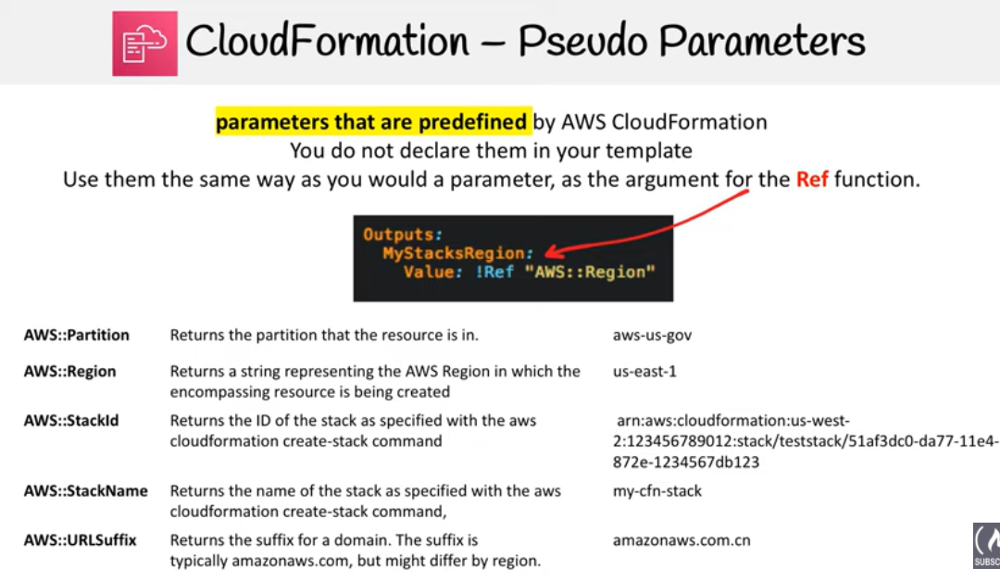 CloudFormation – Pseudo Parameters
parameters that are predefined by AWS CloudFormation
You do not declare them in your template
Use them the same way as you would a parameter, as the argument for the Ref function.
Outputs:
MyStacksRegion:
Value: !Ref "AWS::Region"
AWS::Partition Returns the partition that the resource is in. aws-us-gov
AWS::Region Returns a string representing the AWS Region in which the us-east-1
encompassing resource is being created
AWS::StackId Returns the ID of the stack as specified with the aws arn:aws:cloudformation:us-west-
cloudformation create-stack command 2:123456789012:stack/teststack/51af3dc0-da77-11e4-
872e-1234567db123
AWS::StackName Returns the name of the stack as specified with the aws my-cfn-stack
cloudformation create-stack command,
AWS::URLSuffix Returns the suffix for a domain. The suffix is amazonaws.com.cn
typically amazonaws.com, but might differ by region.
SUBSC